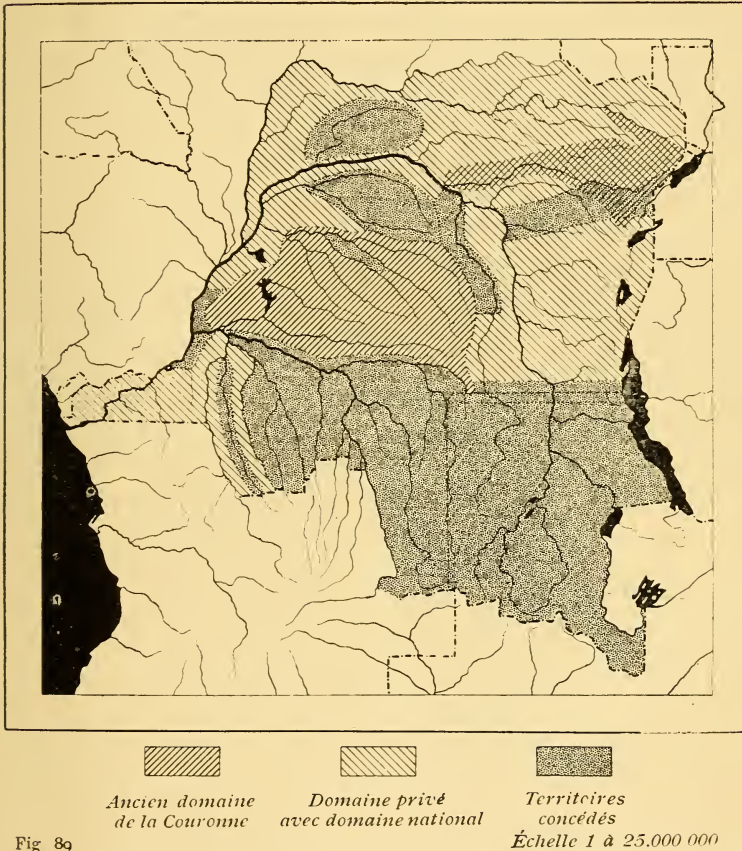 Ancien domaine
de la Couronne
Domaine privé
avec domaine national
Territoires
concédés
Échelle 1 à 25.000 000
Fig 89